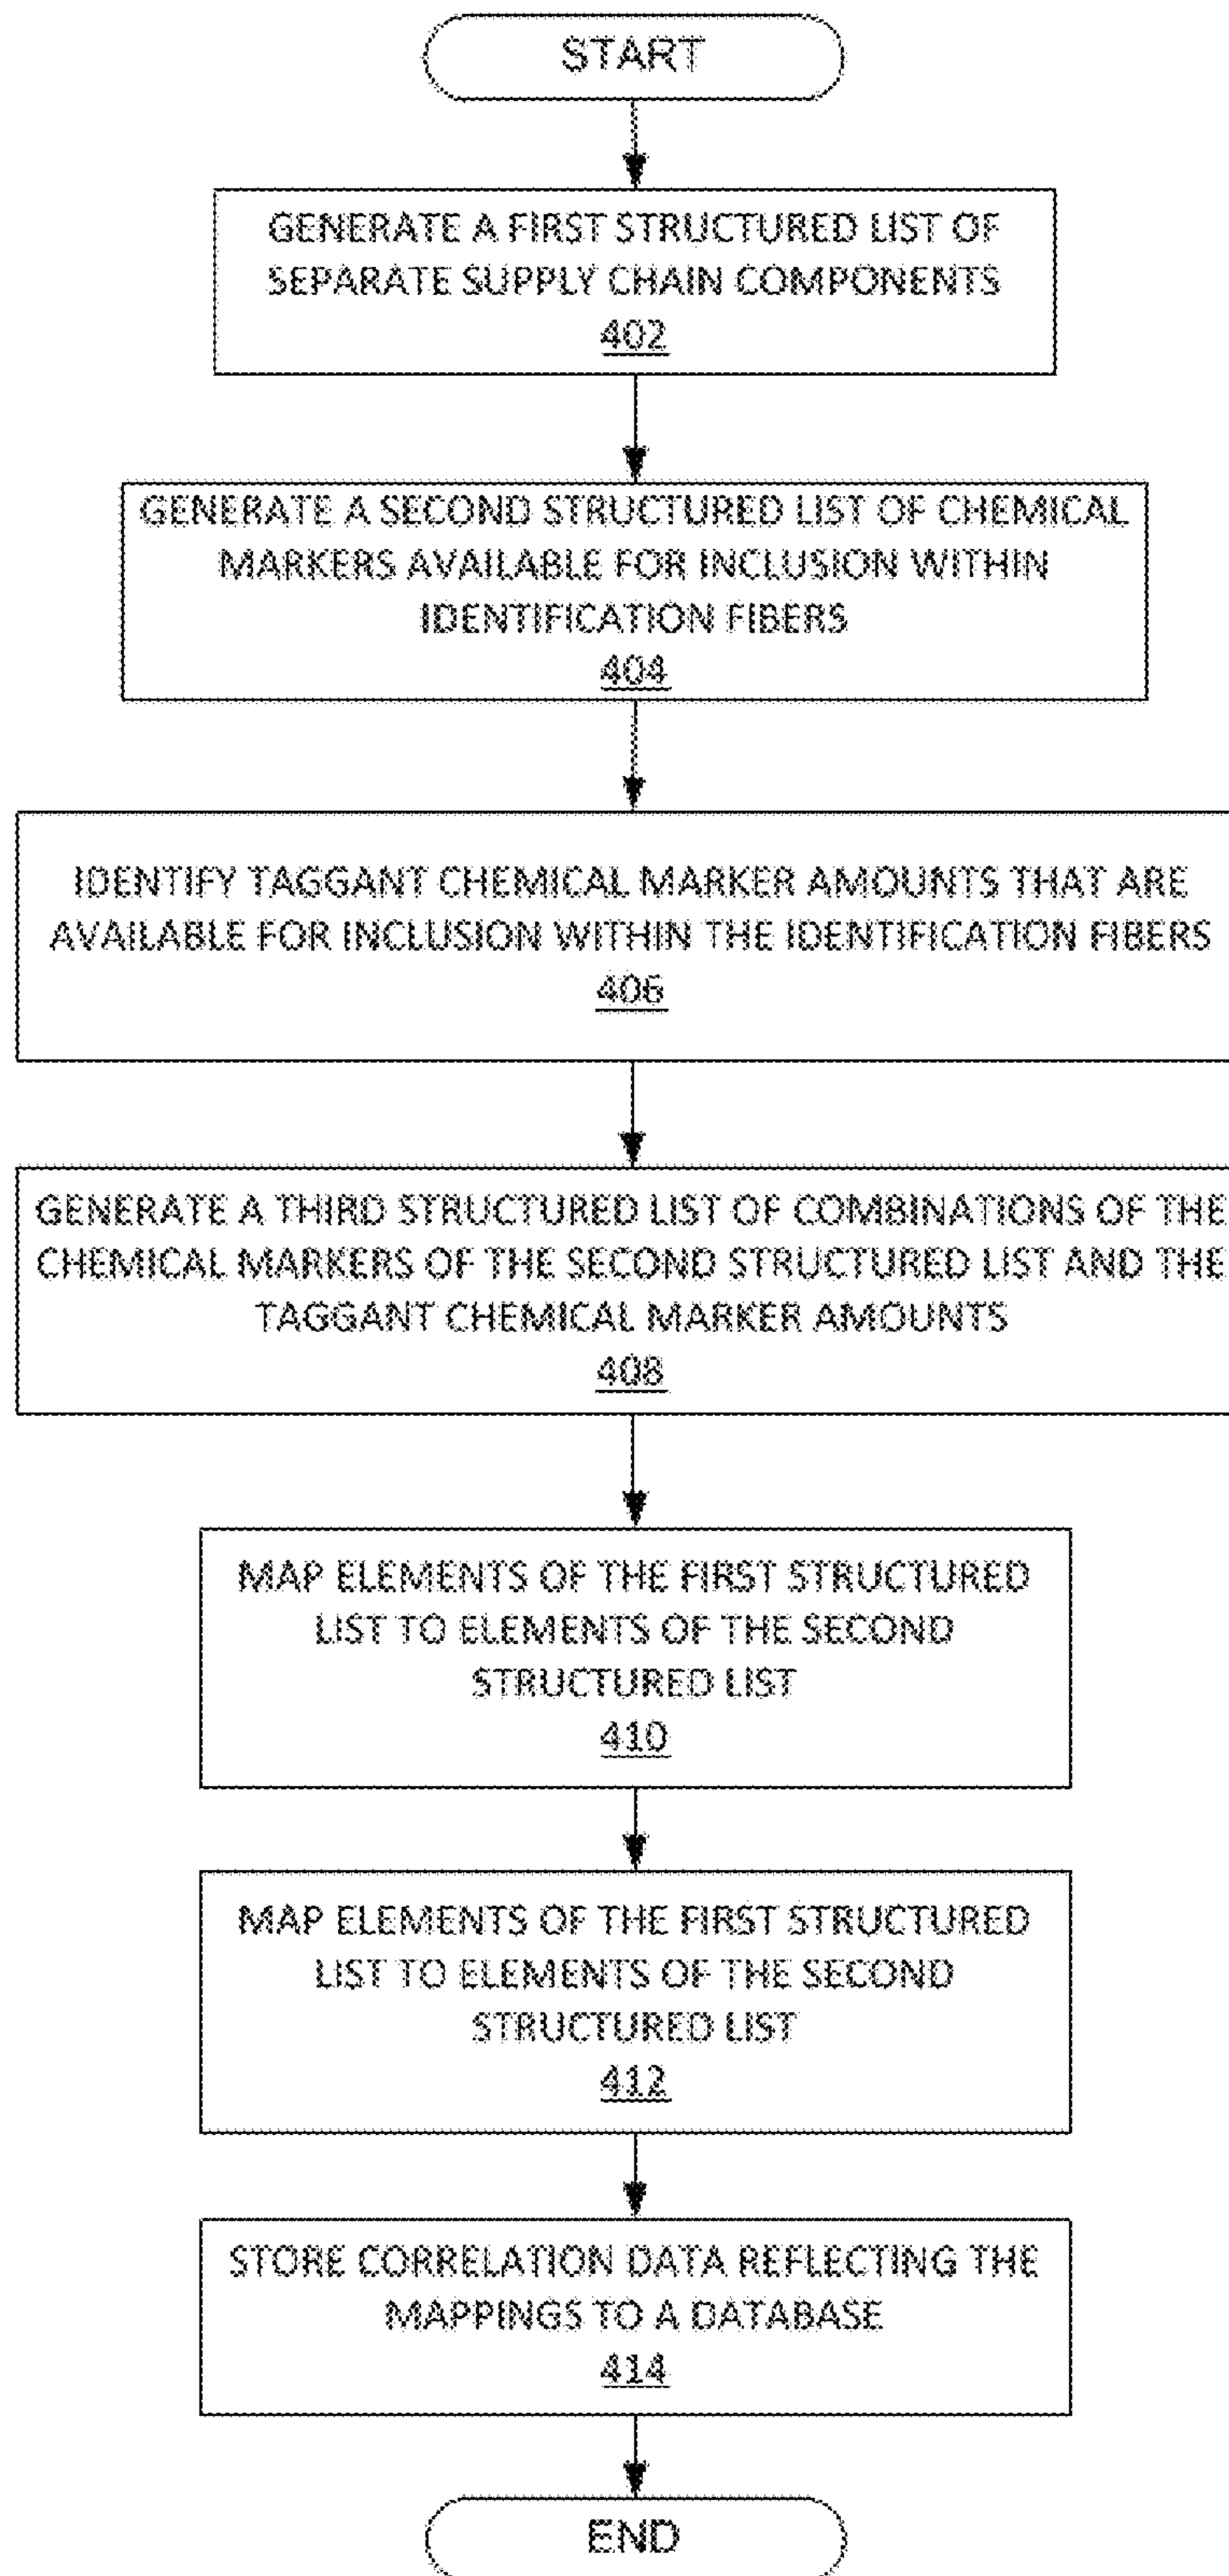 START
GENERATE A FIRST STRUCTURED LIST OF
SEPARATE SUPPLY CHAIN COMPONENTS
402
GENERATE A SECOND STRUCTURED LIST OF CHEMICAL
MARKERS AVAILABLE FOR INCLUSION WITHIN
IDENTIFICATION FIBERS
404
IDENTIFY TAGGANT CHEMICAL MARKER AMOUNTS THAT ARE
AVAILABLE FOR INCLUSION WITHIN THE IDENTIFICATION FIBERS
406
GENERATE A THIRD STRUCTURED LIST OF COMBINATIONS OF THE
CHEMICAL MARKERS OF THE SECOND STRUCTURED LIST AND THE
TAGGANT CHEMICAL MARKER AMOUNTS
408
MAP ELEMENTS OF THE FIRST STRUCTURED
LIST TO ELEMENTS OF THE SECOND
STRUCTURED LIST
410
MAP ELEMENTS OF THE FIRST STRUCTURED
LIST TO ELEMENTS OF THE SECOND
STRUCTURED LIST
412
STORE CORRELATION DATA REFLECTING THE
MAPPINGS TO A DATABASE
414
END